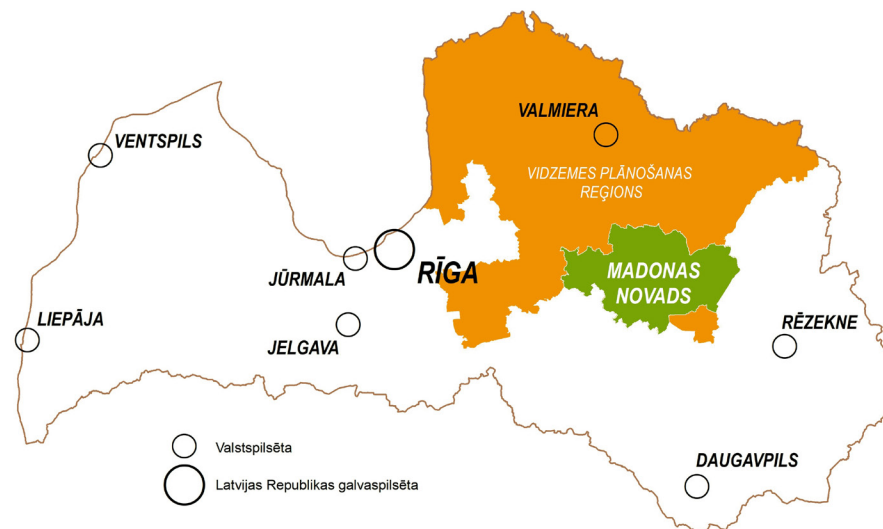 VALMIERA
VENTSPILS
VIDZEMES PLĀNOŠANAS
REĢIONS
RĪGA
MADONAS
NOVADS
JŪRMALA
LIEPĀJA
JELGAVA
RĒZEKNE
Valstspilsēta
DAUGAVPILS
Latvijas Republikas galvaspilsēta